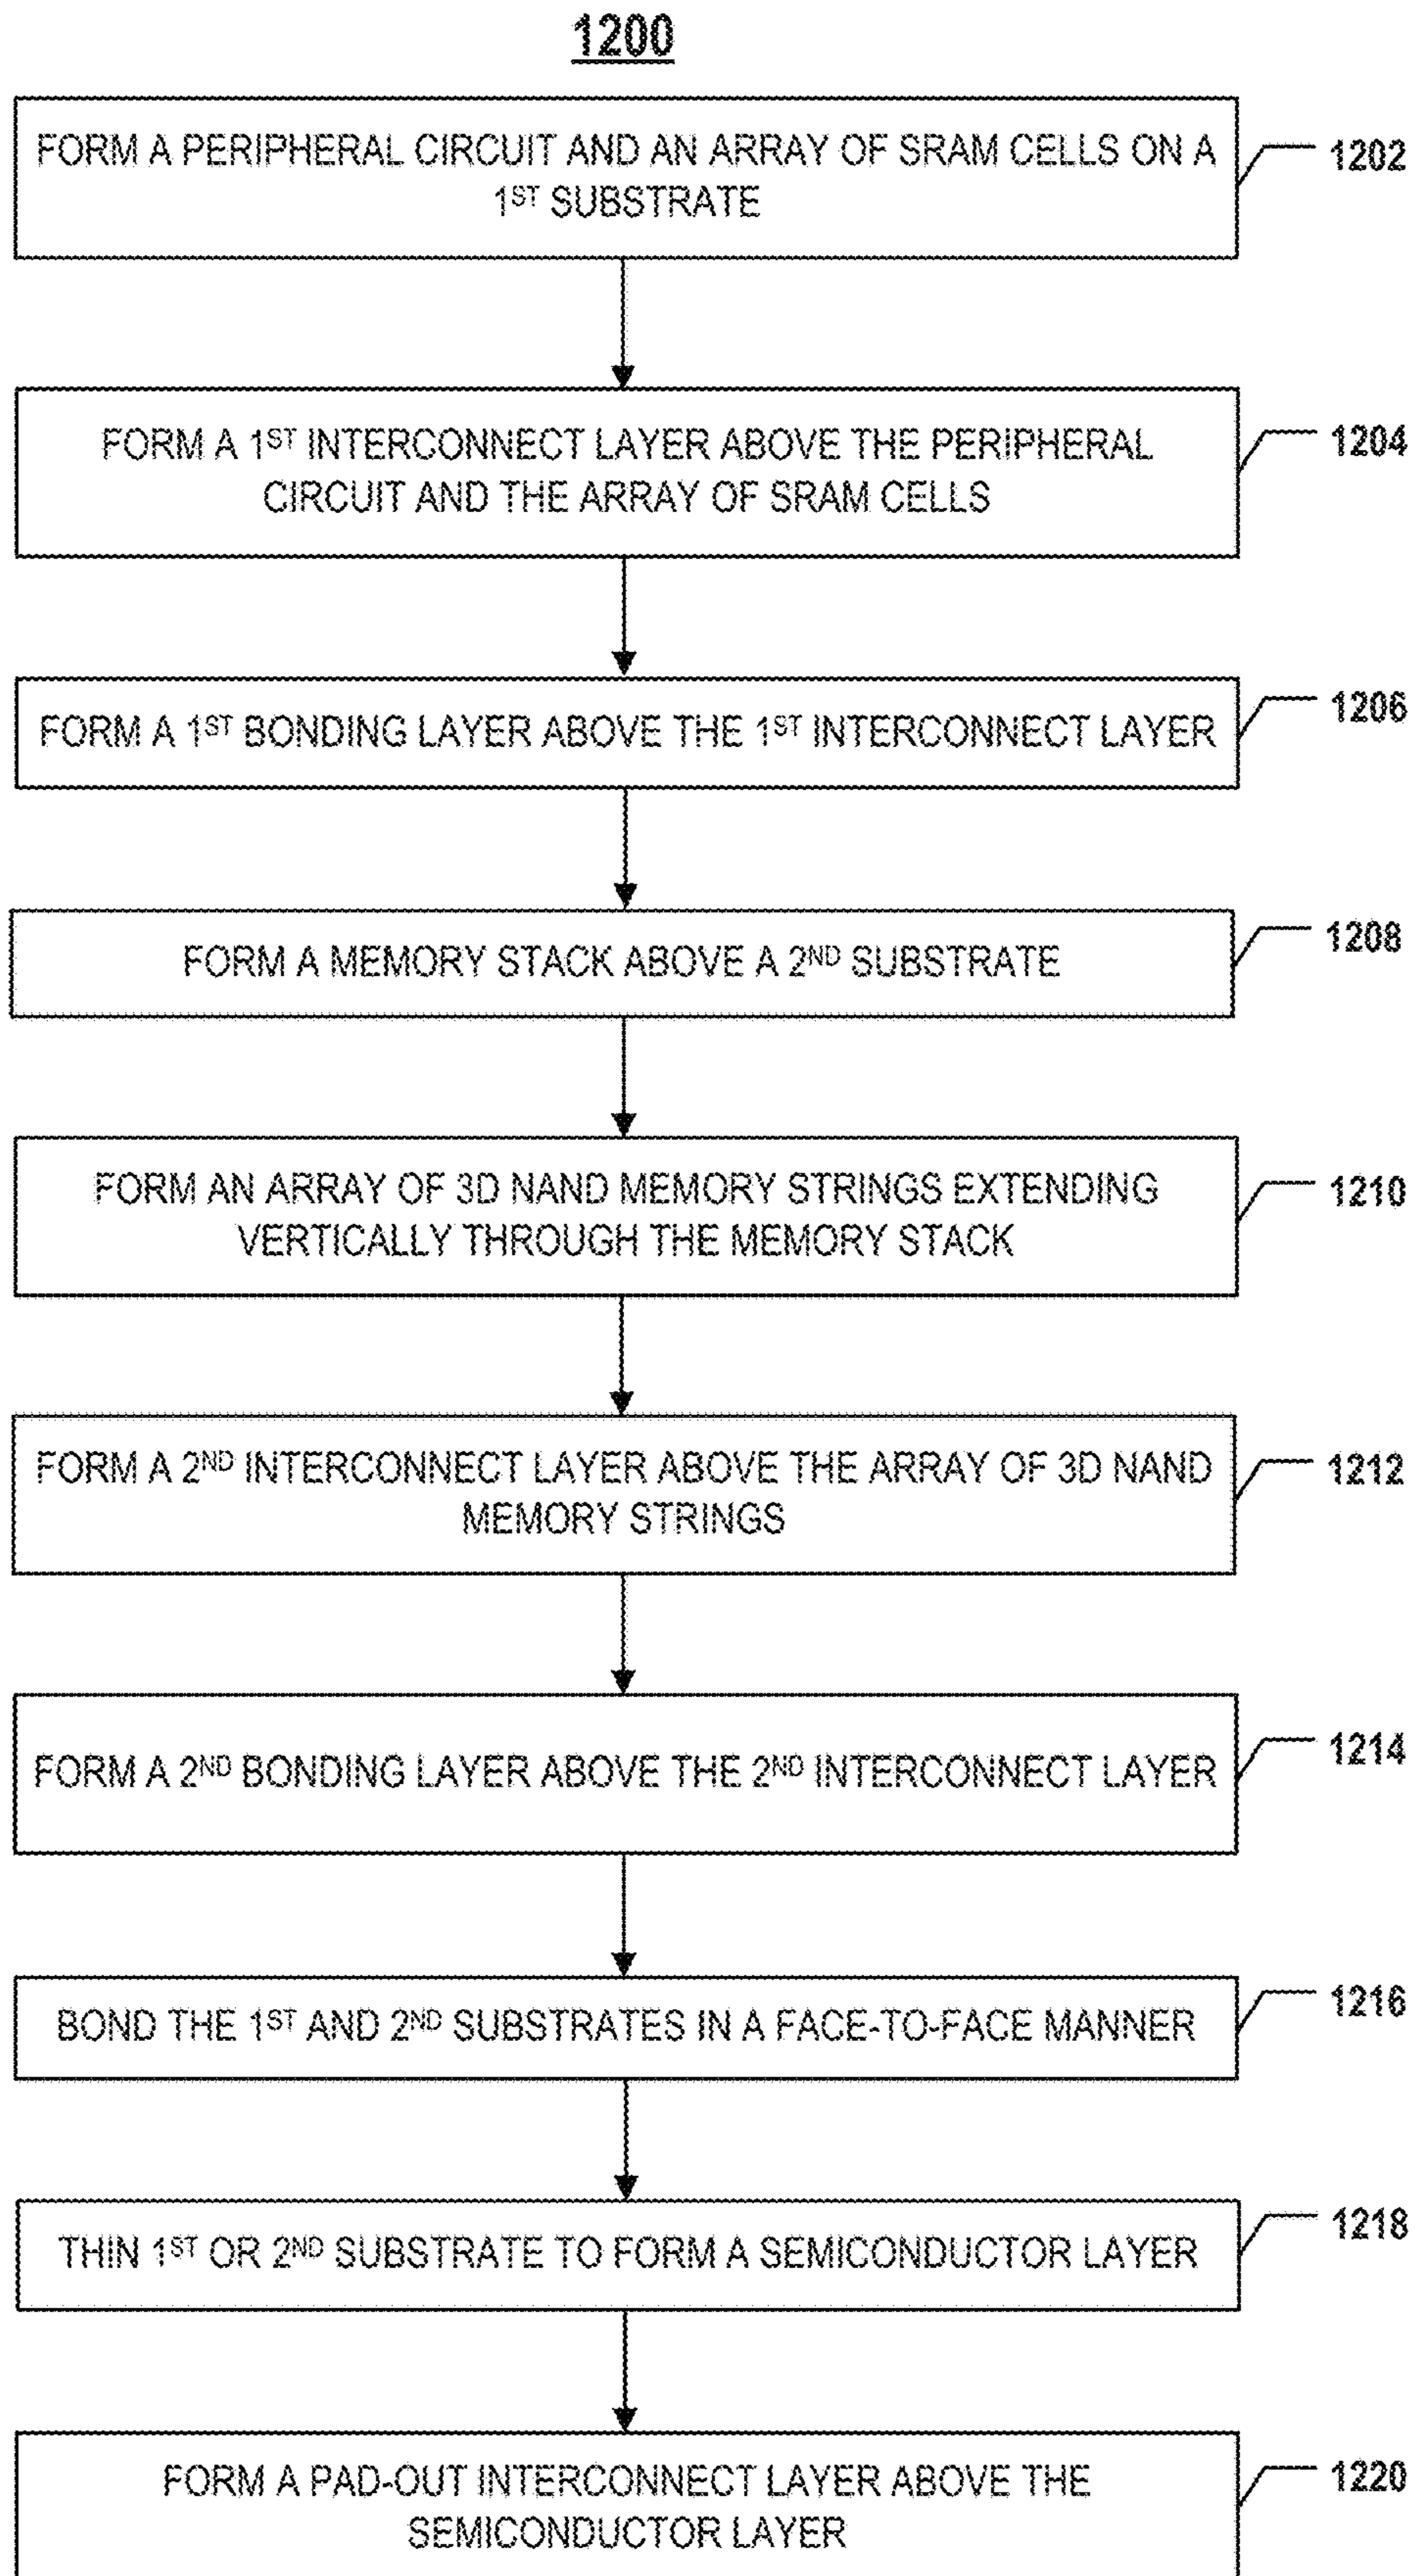 1200
FORM A PERIPHERAL CIRCUIT AND AN ARRAY OF SRAM CELLS ON A
1ST SUBSTRATE
1202
FORM A 1ST INTERCONNECT LAYER ABOVE THE PERIPHERAL
CIRCUIT AND THE ARRAY OF SRAM CELLS
1204
FORM A 1ST BONDING LAYER ABOVE THE 1ST INTERCONNECT LAYER
1206
FORM A MEMORY STACK ABOVE A 2ND SUBSTRATE
1208
FORM AN ARRAY OF 3D NAND MEMORY STRINGS EXTENDING
VERTICALLY THROUGH THE MEMORY STACK
1210
FORM A 2ND INTERCONNECT LAYER ABOVE THE ARRAY OF 3D NAND
MEMORY STRINGS
1212
FORM A 2ND BONDING LAYER ABOVE THE 2ND INTERCONNECT LAYER
1214
BOND THE 1ST AND 2ND SUBSTRATES IN A FACE-TO-FACE MANNER
1216
THIN 1ST OR 2ND SUBSTRATE TO FORM A SEMICONDUCTOR LAYER
1218
FORM A PAD-OUT INTERCONNECT LAYER ABOVE THE
SEMICONDUCTOR LAYER
1220